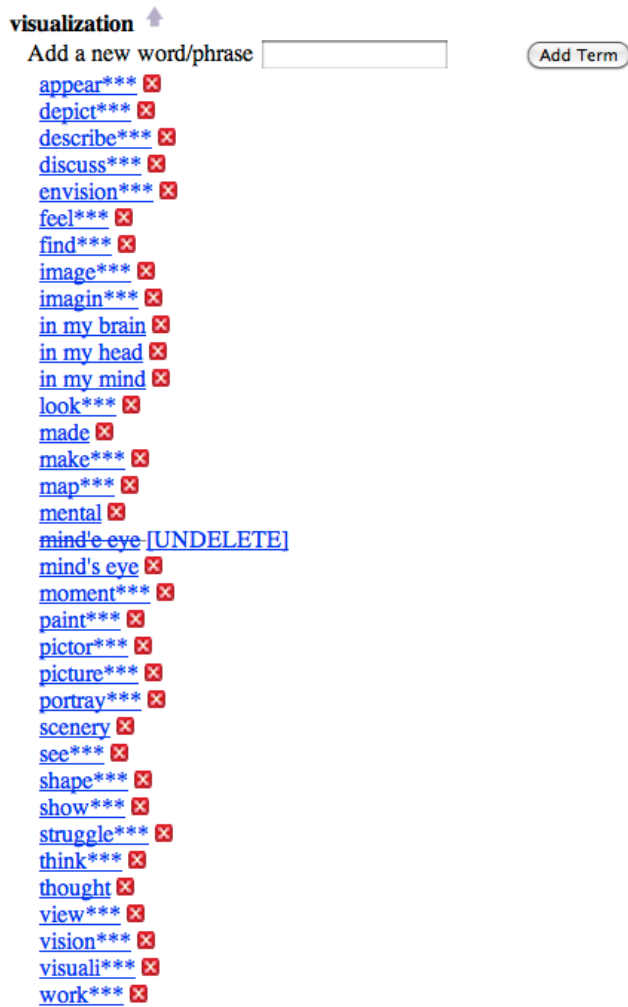 visualization
Add a new word/phrase Add Term
appear***
depict***
describe***
discuss***
envision***
feel***
find***
image***
imagin***
in my brain
in my head
in my mind
look***
made
make***
map***
mental
mind'e eye [UNDELETE]
mind's eye
moment***
paint***
pictor***
picture***
portray***
scenery
see***
shape***
show***
struggle***
think***
thought
view***
vision***
visuali***
work***